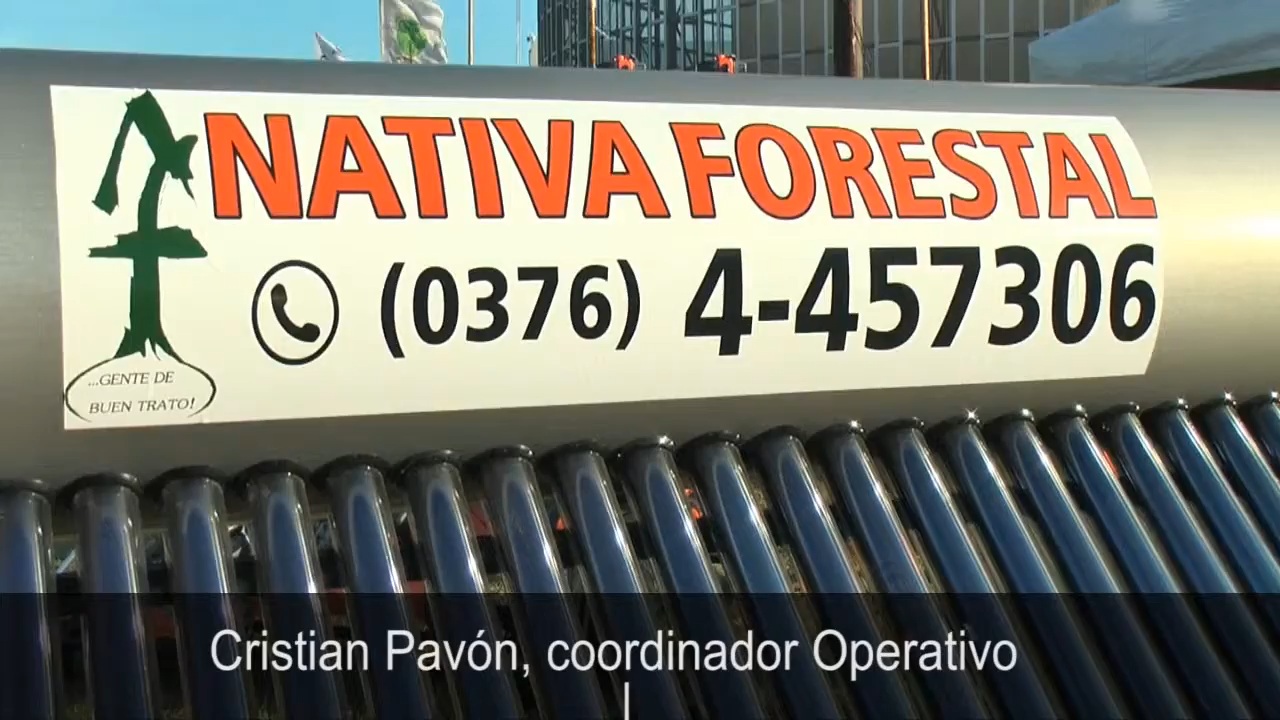 NATIVA FORESTAL
(0376) 4-457306
...GENTE DE
BUEN TRATO!
Cristian Pavón, coordinador Operativo